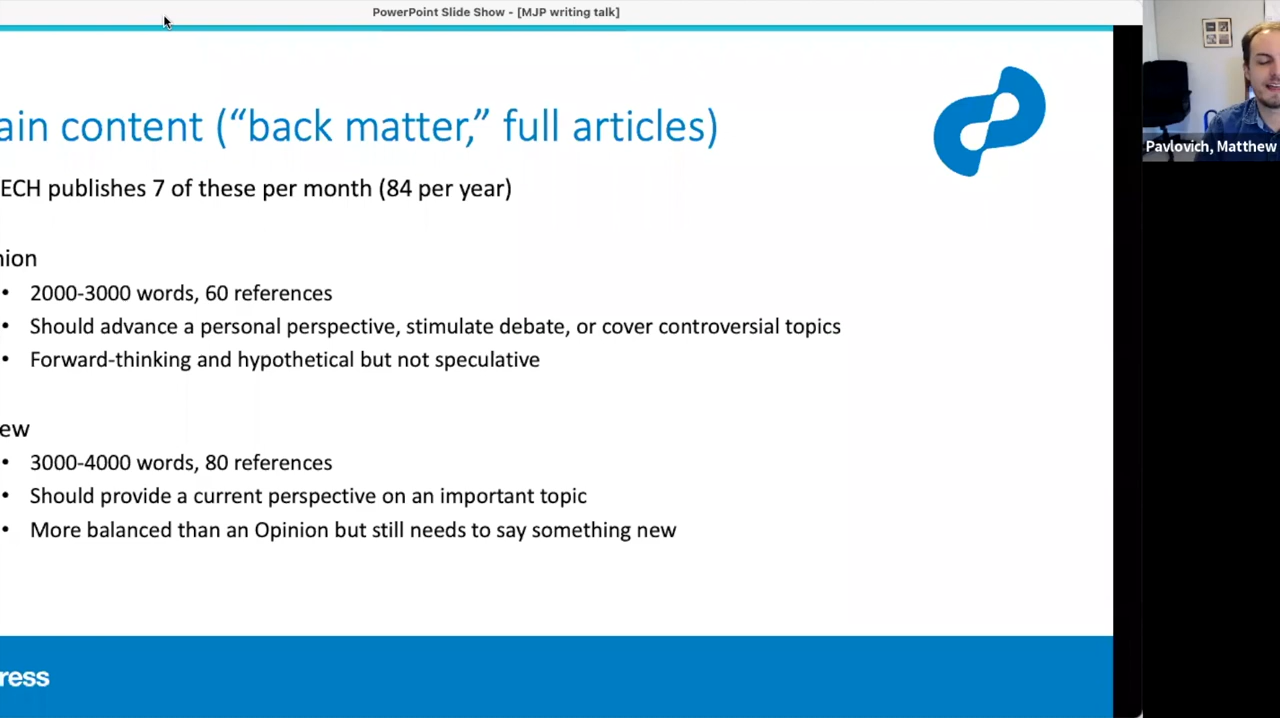 PowerPoint Slide Show - [MJP writing talk]
ain content (“back matter,” full articles)
ECH publishes 7 of these per month (84 per year)
nion
• 2000-3000 words, 60 references
• Should advance a personal perspective, stimulate debate, or cover controversial topics
• Forward-thinking and hypothetical but not speculative
ew
• 3000-4000 words, 80 references
• Should provide a current perspective on an important topic
• More balanced than an Opinion but still needs to say something new
ress
Pavlovich, Matthew